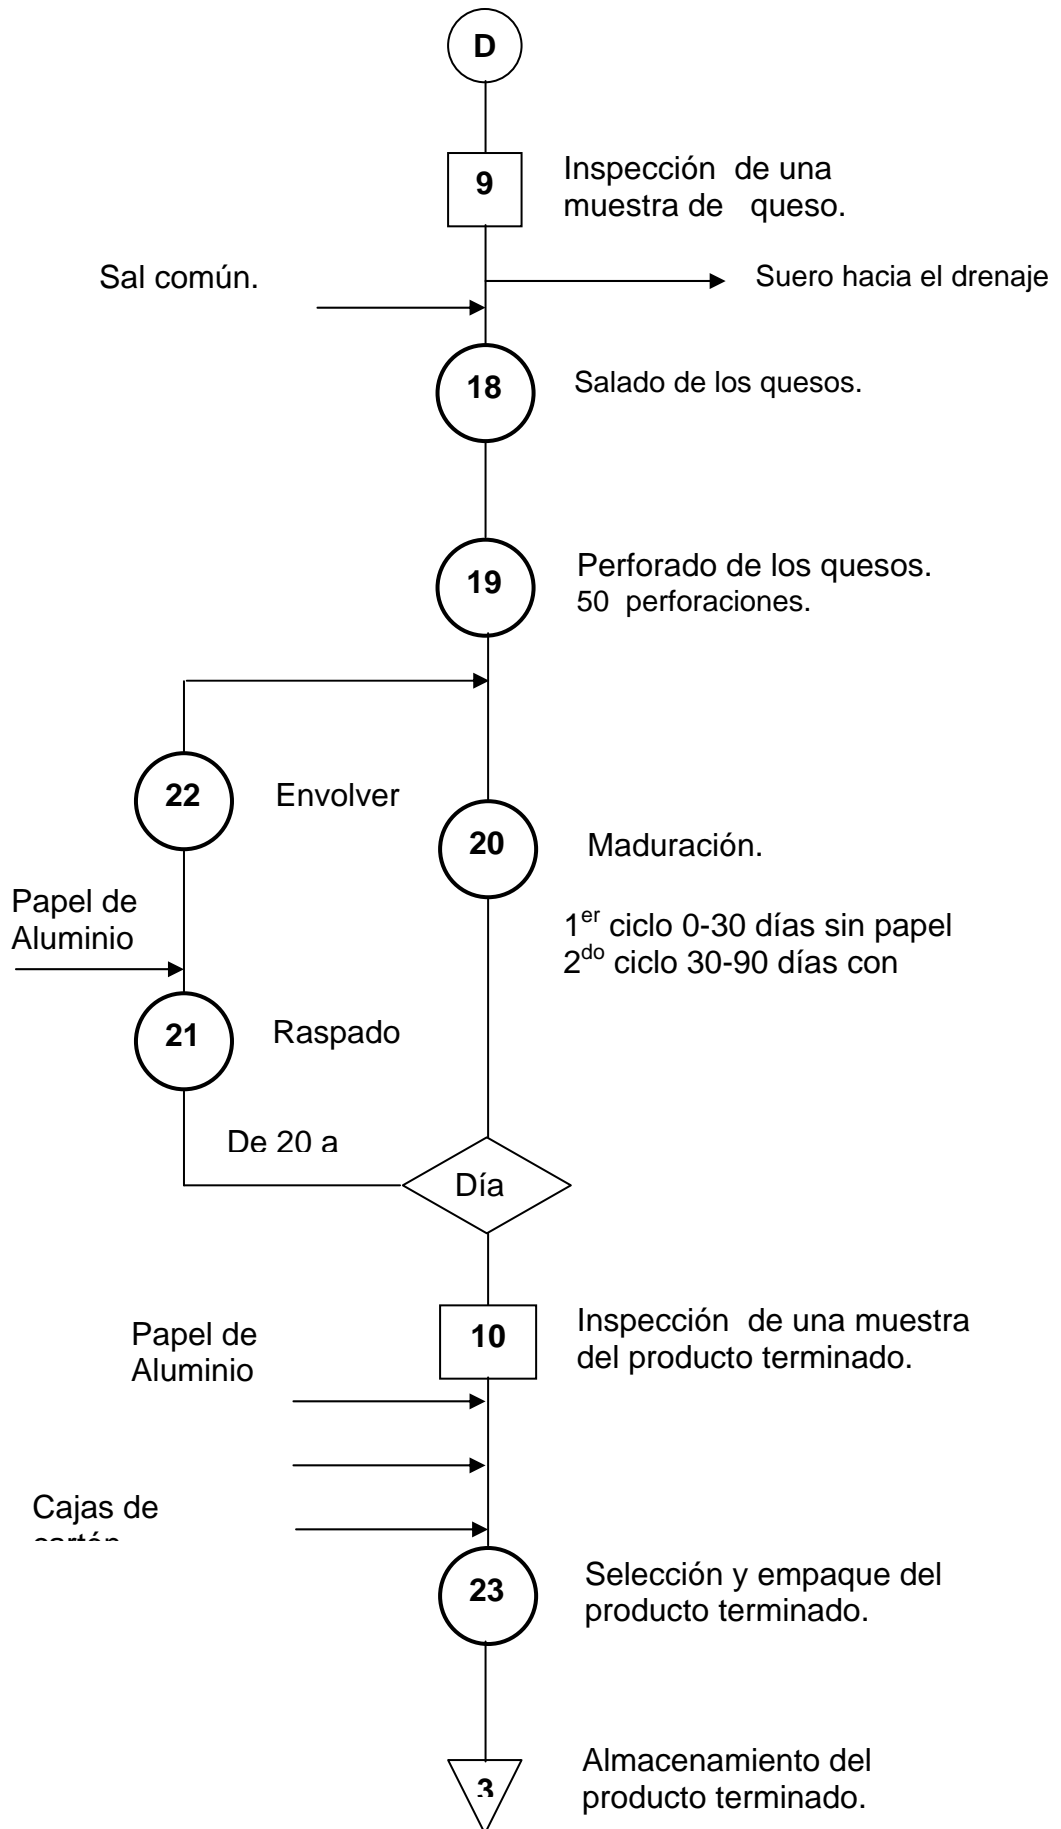 D
9
Inspección de una
muestra de queso.
Sal común.
Suero hacia el drenaje
18
Salado de los quesos.
19
Perforado de los quesos.
50 perforaciones.
22
Envolver
20
Maduración.
Papel de
Aluminio
1er ciclo 0-30 días sin papel
2do ciclo 30-90 días con
21
Raspado
De 20 a
Día
10
Inspección de una muestra
del producto terminado.
Papel de
Aluminio
Cajas de
cartón
23
Selección y empaque del
producto terminado.
3
Almacenamiento del
producto terminado.